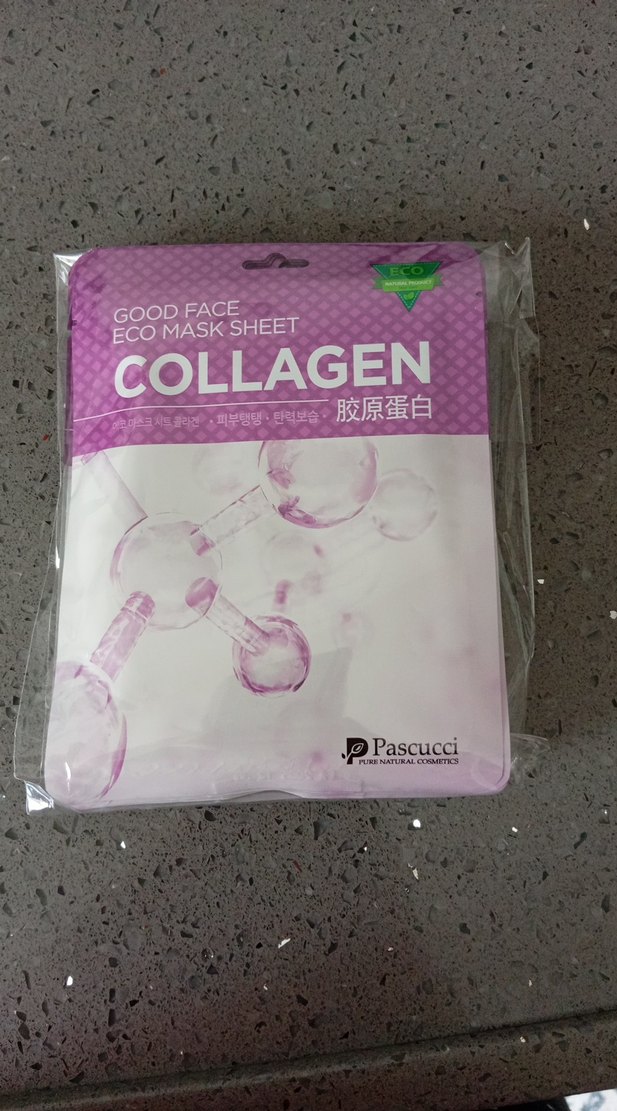 ECO
NATURAL PRODUCT
GOOD FACE
ECO MASK SHEET
COLLAGEN
에코 마스크 시트 콜라겐 · 피부탱탱 · 탄력보습 · 胶原蛋白
Pascucci
PURE NATURAL COSMETICS